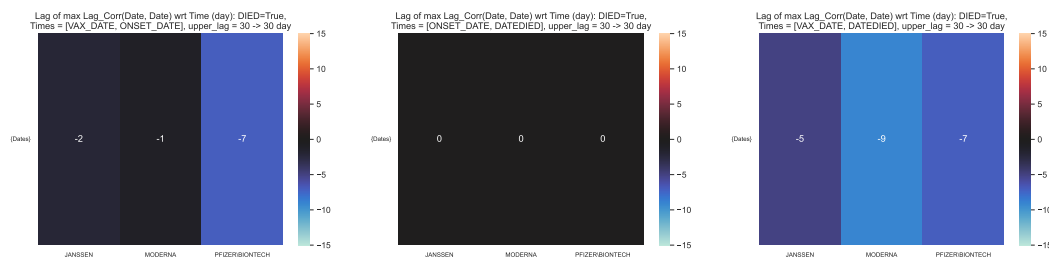 Lag of max Lag_Corr(Date, Date) wrt Time (day): DIED=True,
Times = [VAX_DATE, ONSET_DATE], upper_lag = 30 -> 30 day
{Dates}
-2 -1 -7
JANSSEN MODERNA PFIZER\BIONTECH
15
10
5
0
−5
−10
−15
Lag of max Lag_Corr(Date, Date) wrt Time (day): DIED=True,
Times = [ONSET_DATE, DATEDIED], upper_lag = 30 -> 30 day
{Dates}
0 0 0
JANSSEN MODERNA PFIZER\BIONTECH
15
10
5
0
−5
−10
−15
Lag of max Lag_Corr(Date, Date) wrt Time (day): DIED=True,
Times = [VAX_DATE, DATEDIED], upper_lag = 30 -> 30 day
{Dates}
-5 -9 -7
JANSSEN MODERNA PFIZER\BIONTECH
15
10
5
0
−5
−10
−15